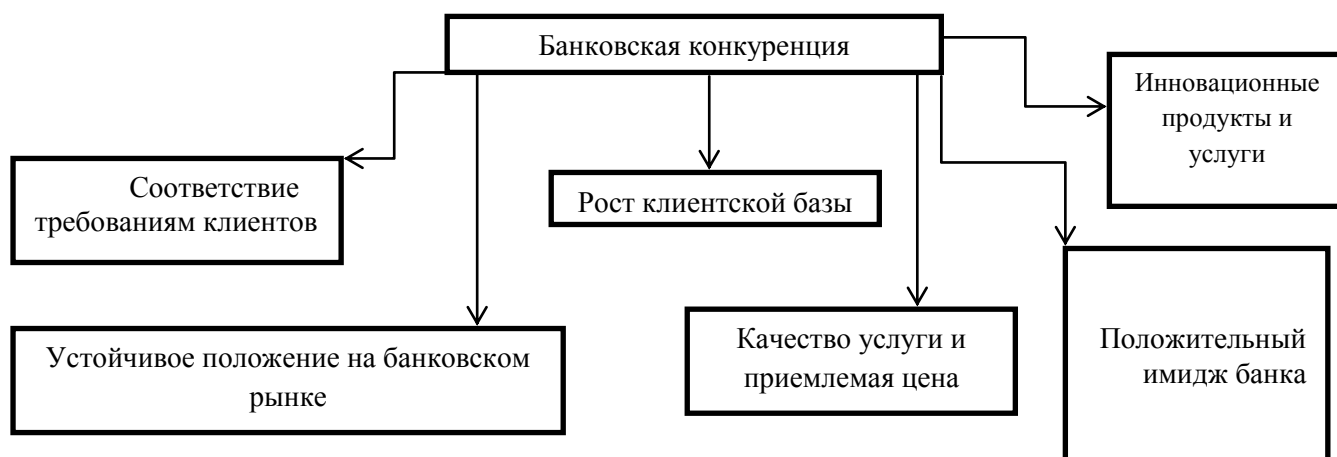 Банковская конкуренция
Инновационные
продукты и
услуги
Соответствие
требованиям клиентов
Рост клиентской базы
Устойчивое положение на банковском
рынке
Качество услуги и
приемлемая цена
Положительный
имидж банка